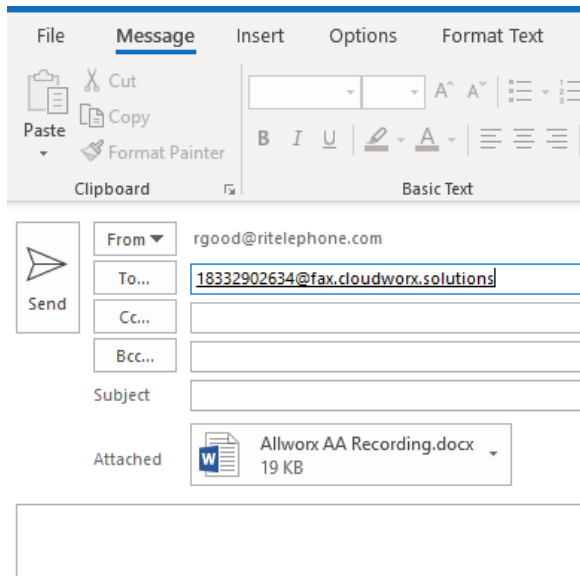 File Message Insert Options Format Text
Cut
Copy
Paste
Format Painter
B I U A A A
Clipboard
Basic Text
From
rgood@ritelephone.com
Send
To...
18332902634@fax.cloudworx.solutions
Cc...
Bcc...
Subject
Attached
Allworx AA Recording.docx
19 KB